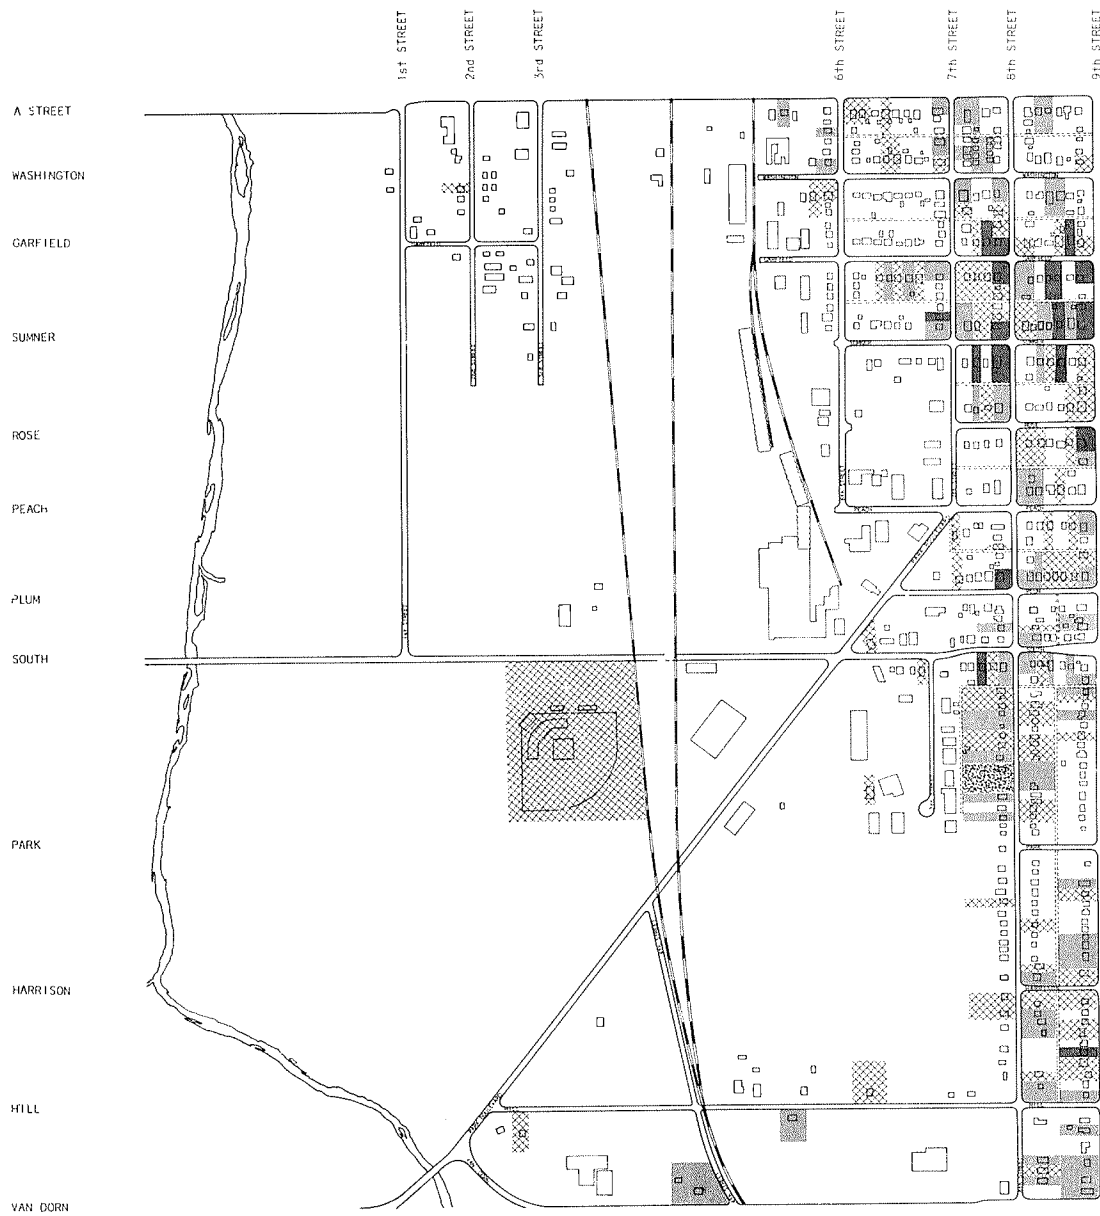 1st STREET
2nd STREET
3rd STREET
6th STREET
7th STREET
8th STREET
9th STREET
A STREET
WASHINGTON
GARFIELD
SUMNER
ROSE
PEACH
PEACH
PLUM
SOUTH
PARK
HARRISON
HILL
VAN DORN